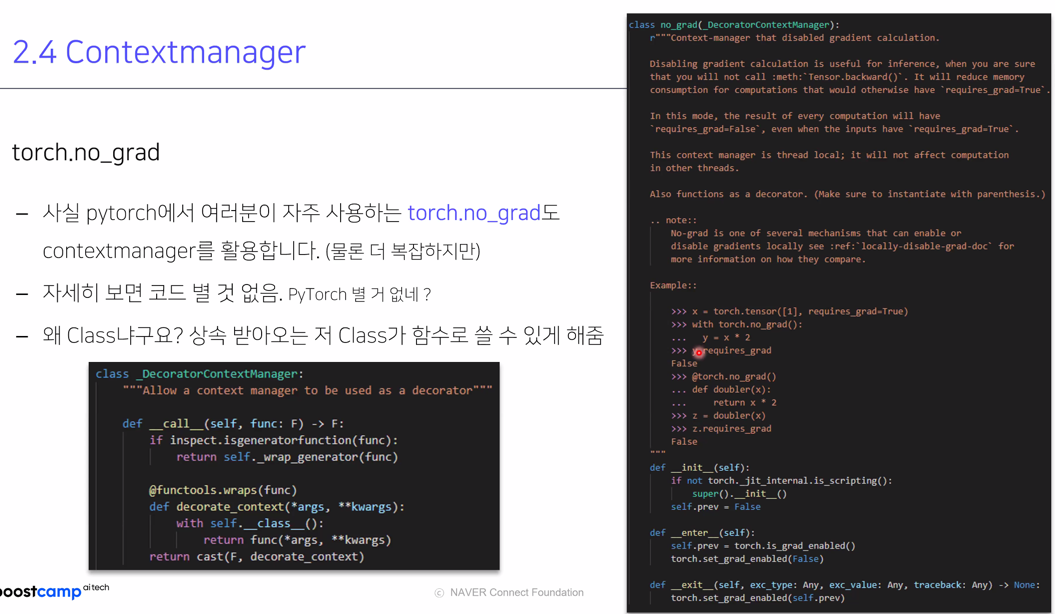 2.4 Contextmanager
torch.no_grad
– 사실 pytorch에서 여러분이 자주 사용하는 torch.no_grad도
contextmanager를 활용합니다. (물론 더 복잡하지만)
– 자세히 보면 코드 별 것 없음. PyTorch 별 거 없네 ?
– 왜 Class냐구요? 상속 받아오는 저 Class가 함수로 쓸 수 있게 해줌
class _DecoratorContextManager:
    """Allow a context manager to be used as a decorator"""
    def __call__(self, func: F) -> F:
        if inspect.isgeneratorfunction(func):
            return self._wrap_generator(func)
        @functools.wraps(func)
        def decorate_context(*args, **kwargs):
            with self.__class__():
                return func(*args, **kwargs)
        return cast(F, decorate_context)
class no_grad(_DecoratorContextManager):
    r"""Context-manager that disabled gradient calculation.
    Disabling gradient calculation is useful for inference, when you are sure
    that you will not call :meth:`Tensor.backward()`. It will reduce memory
    consumption for computations that would otherwise have `requires_grad=True`.
    In this mode, the result of every computation will have
    `requires_grad=False`, even when the inputs have `requires_grad=True`.
    This context manager is thread local; it will not affect computation
    in other threads.
    Also functions as a decorator. (Make sure to instantiate with parenthesis.)
    .. note::
        No-grad is one of several mechanisms that can enable or
        disable gradients locally see :ref:`locally-disable-grad-doc` for
        more information on how they compare.
    Example::
        >>> x = torch.tensor([1], requires_grad=True)
        >>> with torch.no_grad():
        ...   y = x * 2
        >>> requires_grad
        False
        >>> @torch.no_grad()
        ... def doubler(x):
        ...     return x * 2
        >>> z = doubler(x)
        >>> z.requires_grad
        False
    """
    def __init__(self):
        if not torch._jit_internal.is_scripting():
            super().__init__()
        self.prev = False
    def __enter__(self):
        self.prev = torch.is_grad_enabled()
        torch.set_grad_enabled(False)
    def __exit__(self, exc_type: Any, exc_value: Any, traceback: Any) -> None:
        torch.set_grad_enabled(self.prev)
boostcamp ai tech
ⓒ NAVER Connect Foundation